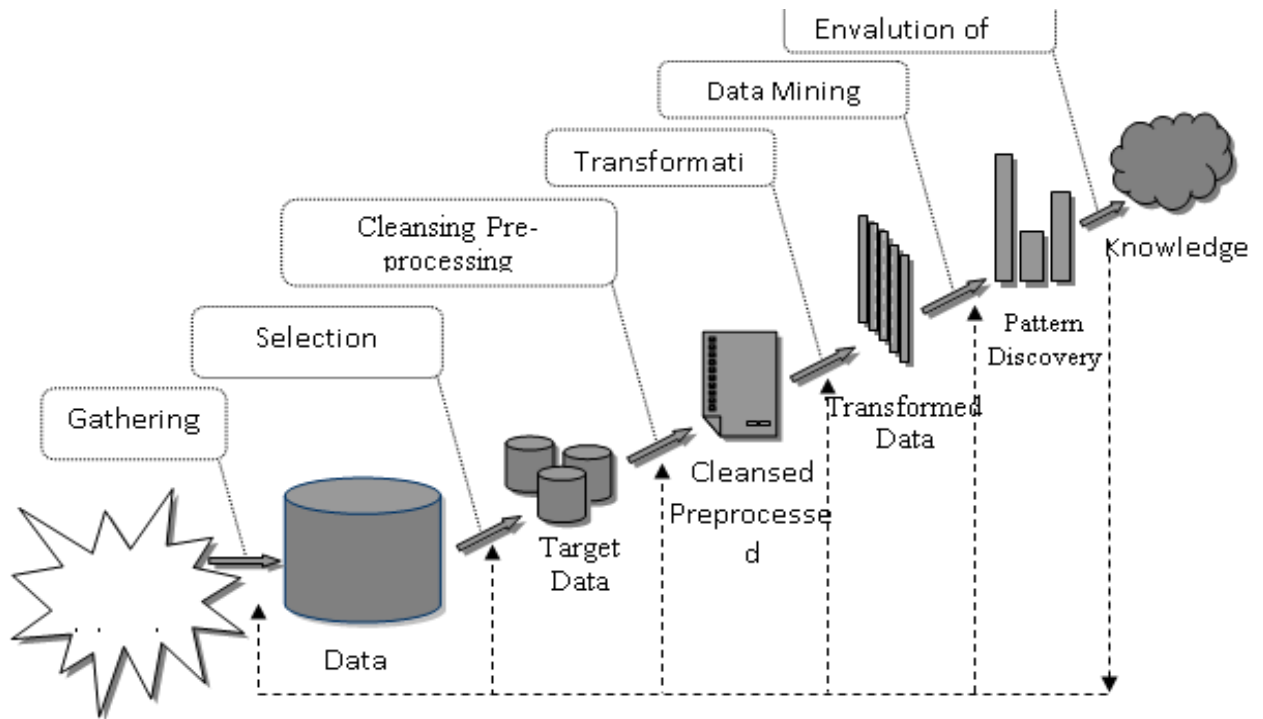 Envalution of
Data Mining
Transformati
Cleansing Pre-
processing
Selection
Gathering
Knowledge
Pattern
Discovery
Transformed
Data
Cleansed
Preprocesse
d
Target
Data
Data